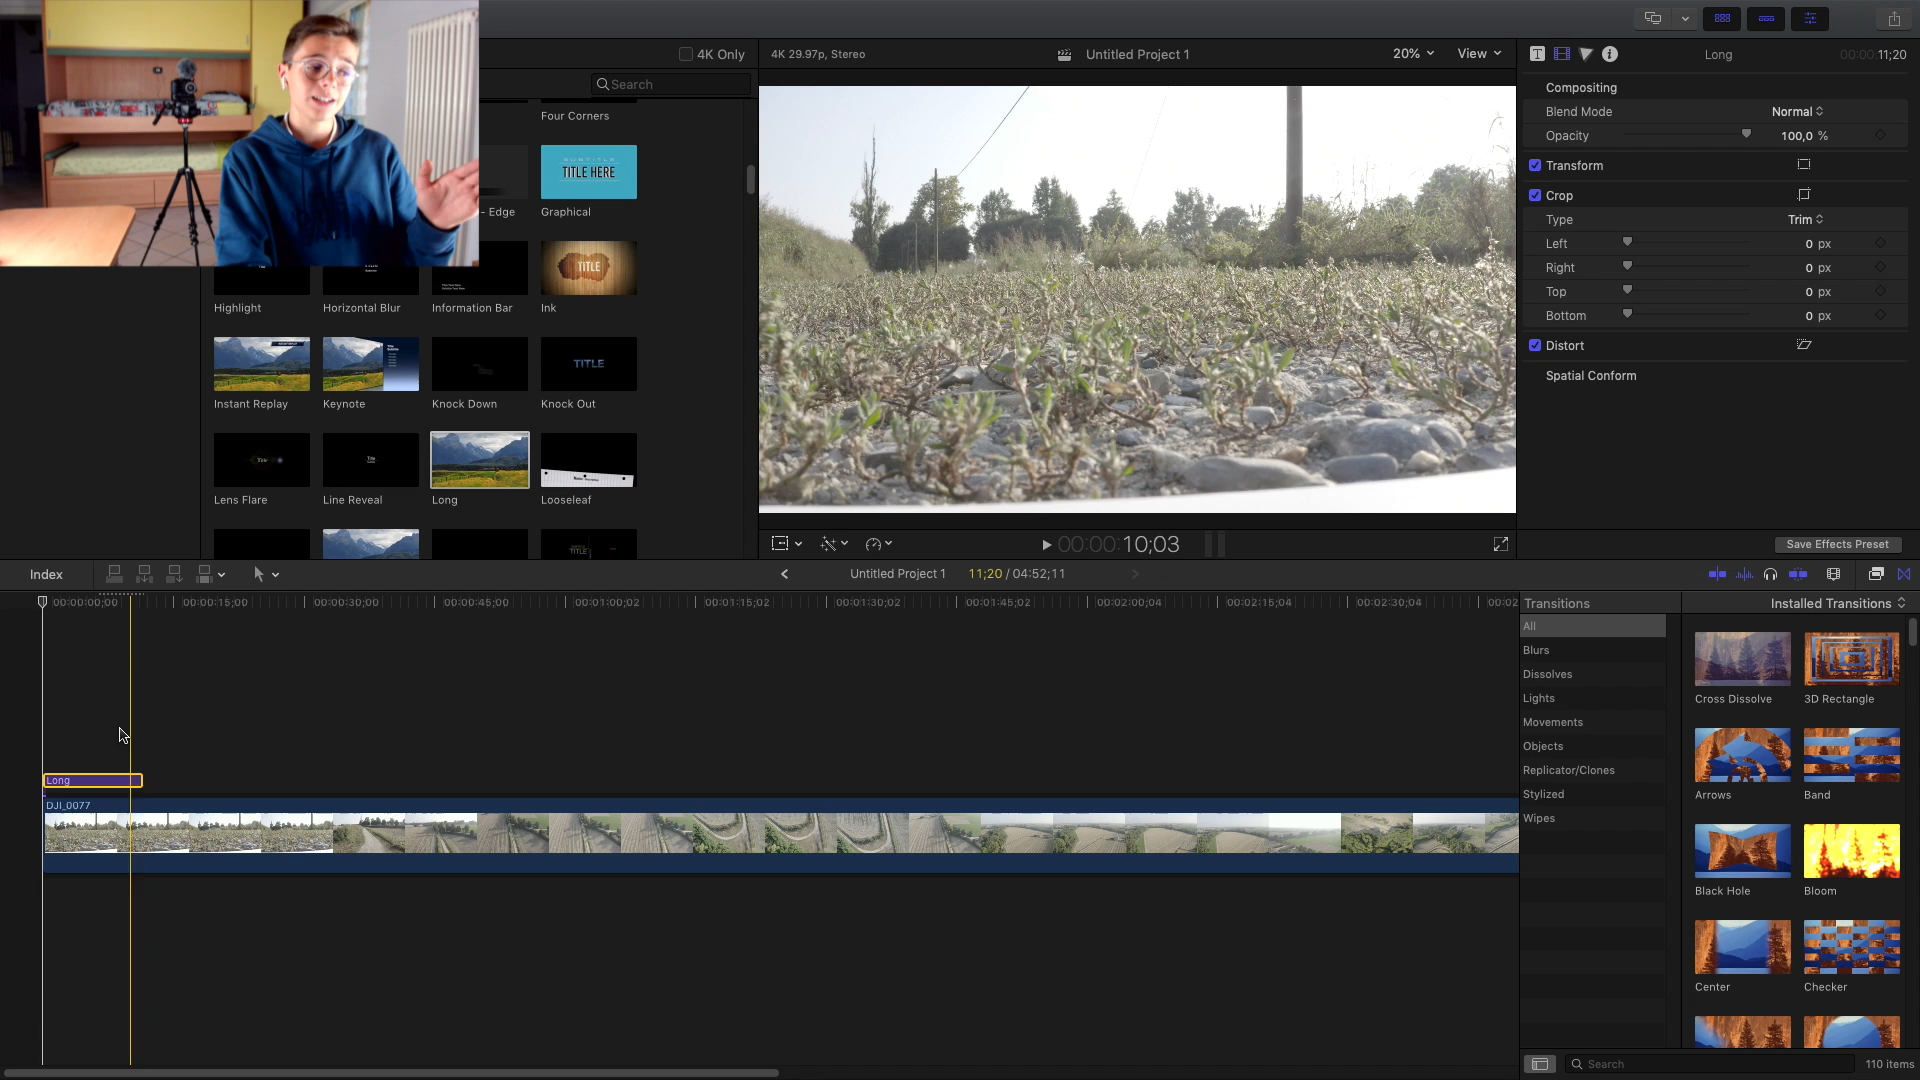 4K Only
4K 29.97p, Stereo
Untitled Project 1
20%
View
Long
00:00:11;20
Search
Four Corners
Compositing
Blend Mode
Normal
Opacity
100,0 %
Transform
SUBTITLE
TITLE HERE
- Edge
Graphical
Crop
Type
Trim
Left
0 px
Right
0 px
Top
0 px
Bottom
0 px
TITLE
Highlight
Horizontal Blur
Information Bar
Ink
Distort
TITLE
Spatial Conform
Instant Replay
Keynote
Knock Down
Knock Out
Title
Lens Flare
Line Reveal
Long
Looseleaf
TITLE
00:00:10;03
Save Effects Preset
Index
Untitled Project 1
11;20 / 04:52;11
00:00:00;00
00:00:15;00
00:00:30;00
00:00:45;00
00:01:00;02
00:01:15;02
00:01:30;02
00:01:45;02
00:02:00;04
00:02:15;04
00:02:30;04
00:02
Transitions
Installed Transitions
All
Blurs
Dissolves
Lights
Movements
Objects
Replicator/Clones
Stylized
Wipes
Cross Dissolve
3D Rectangle
Arrows
Band
Black Hole
Bloom
Center
Checker
Long
DJI_0077
Search
110 items